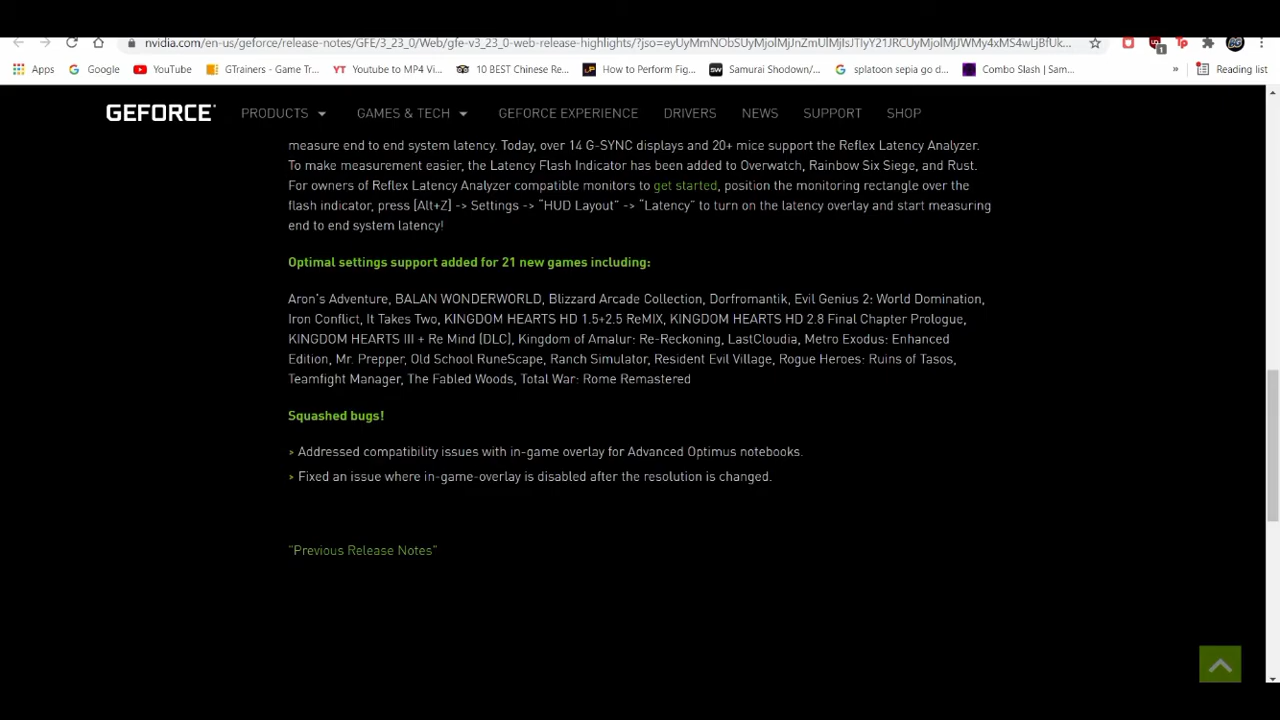 nvidia.com/en-us/geforce/release-notes/GFE/3_23_0/Web/gfe-v3_23_0-web-release-highlights/
Apps Google YouTube GTrainers - Game Tr... Youtube to MP4 Vi... 10 BEST Chinese Re... How to Perform Fig... Samurai Shodown/... splatoon sepia go d... Combo Slash | Sam... » Reading list
GEFORCE PRODUCTS GAMES & TECH GEFORCE EXPERIENCE DRIVERS NEWS SUPPORT SHOP
measure end to end system latency. Today, over 14 G-SYNC displays and 20+ mice support the Reflex Latency Analyzer.
To make measurement easier, the Latency Flash Indicator has been added to Overwatch, Rainbow Six Siege, and Rust.
For owners of Reflex Latency Analyzer compatible monitors to get started, position the monitoring rectangle over the
flash indicator, press [Alt+Z] -> Settings -> "HUD Layout" -> "Latency" to turn on the latency overlay and start measuring
end to end system latency!
Optimal settings support added for 21 new games including:
Aron's Adventure, BALAN WONDERWORLD, Blizzard Arcade Collection, Dorfromantik, Evil Genius 2: World Domination,
Iron Conflict, It Takes Two, KINGDOM HEARTS HD 1.5+2.5 ReMIX, KINGDOM HEARTS HD 2.8 Final Chapter Prologue,
KINGDOM HEARTS III + Re Mind (DLC), Kingdom of Amalur: Re-Reckoning, LastCloudia, Metro Exodus: Enhanced
Edition, Mr. Prepper, Old School RuneScape, Ranch Simulator, Resident Evil Village, Rogue Heroes: Ruins of Tasos,
Teamfight Manager, The Fabled Woods, Total War: Rome Remastered
Squashed bugs!
> Addressed compatibility issues with in-game overlay for Advanced Optimus notebooks.
> Fixed an issue where in-game-overlay is disabled after the resolution is changed.
"Previous Release Notes"